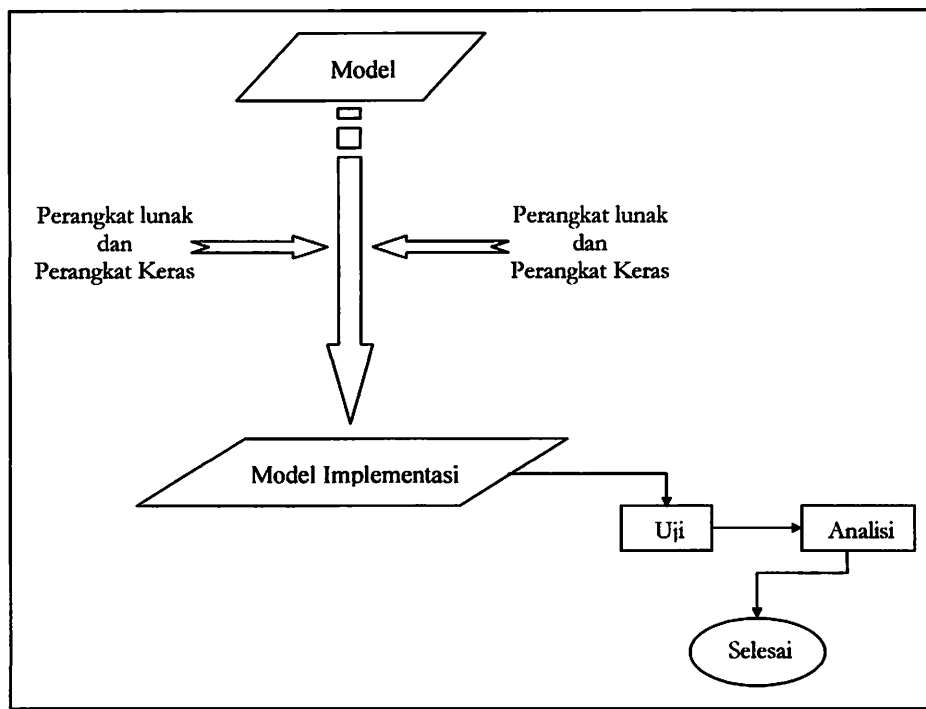 Model
Perangkat lunak
dan
Perangkat Keras
Perangkat lunak
dan
Perangkat Keras
Model Implementasi
Uji
Analisi
Selesai